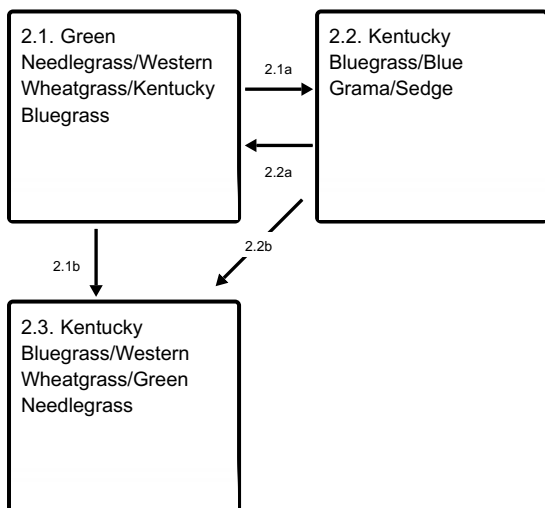 2.1. Green
Needlegrass/Western
Wheatgrass/Kentucky
Bluegrass
2.1a
2.2. Kentucky
Bluegrass/Blue
Grama/Sedge
2.2a
2.2b
2.1b
2.3. Kentucky
Bluegrass/Western
Wheatgrass/Green
Needlegrass